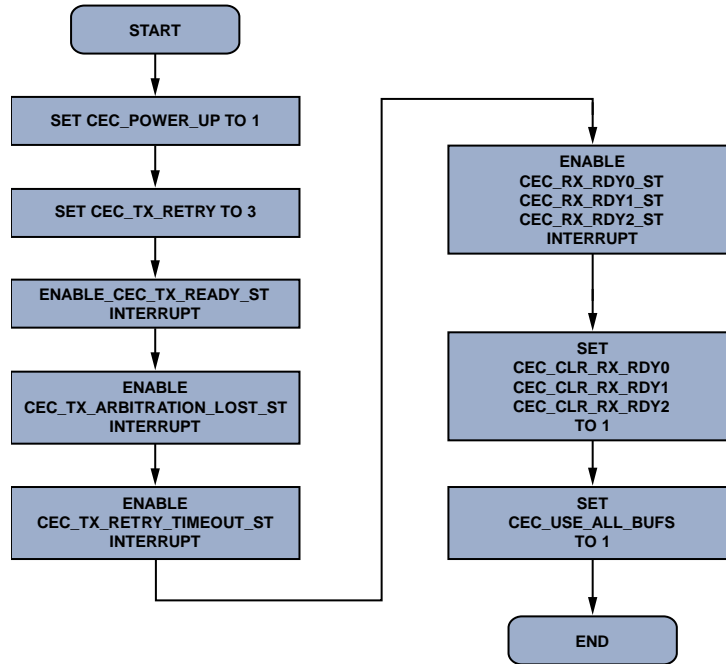 START
SET CEC_POWER_UP TO 1
SET CEC_TX_RETRY TO 3
ENABLE_CEC_TX_READY_ST
INTERRUPT
ENABLE
CEC_TX_ARBITRATION_LOST_ST
INTERRUPT
ENABLE
CEC_TX_RETRY_TIMEOUT_ST
INTERRUPT
ENABLE
CEC_RX_RDY0_ST
CEC_RX_RDY1_ST
CEC_RX_RDY2_ST
INTERRUPT
SET
CEC_CLR_RX_RDY0
CEC_CLR_RX_RDY1
CEC_CLR_RX_RDY2
TO 1
SET
CEC_USE_ALL_BUFS
TO 1
END